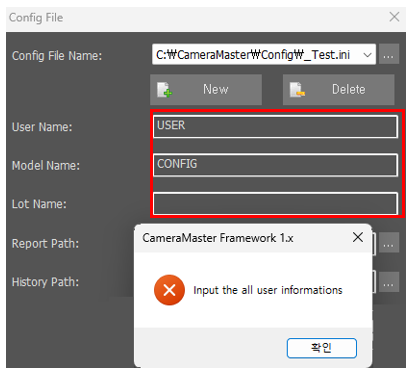 Config File
Config File Name:
C:₩CameraMaster₩Config₩_Test.ini
...
New
Delete
User Name:
USER
Model Name:
CONFIG
Lot Name:
Report Path:
...
History Path:
...
CameraMaster Framework 1.x
Input the all user informations
확인